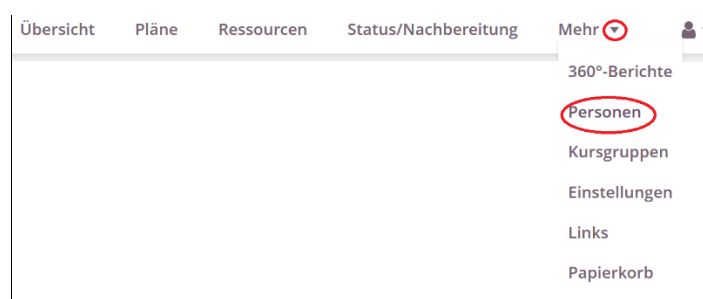 Übersicht Pläne Ressourcen Status/Nachbereitung Mehr
360°-Berichte
Personen
Kursgruppen
Einstellungen
Links
Papierkorb